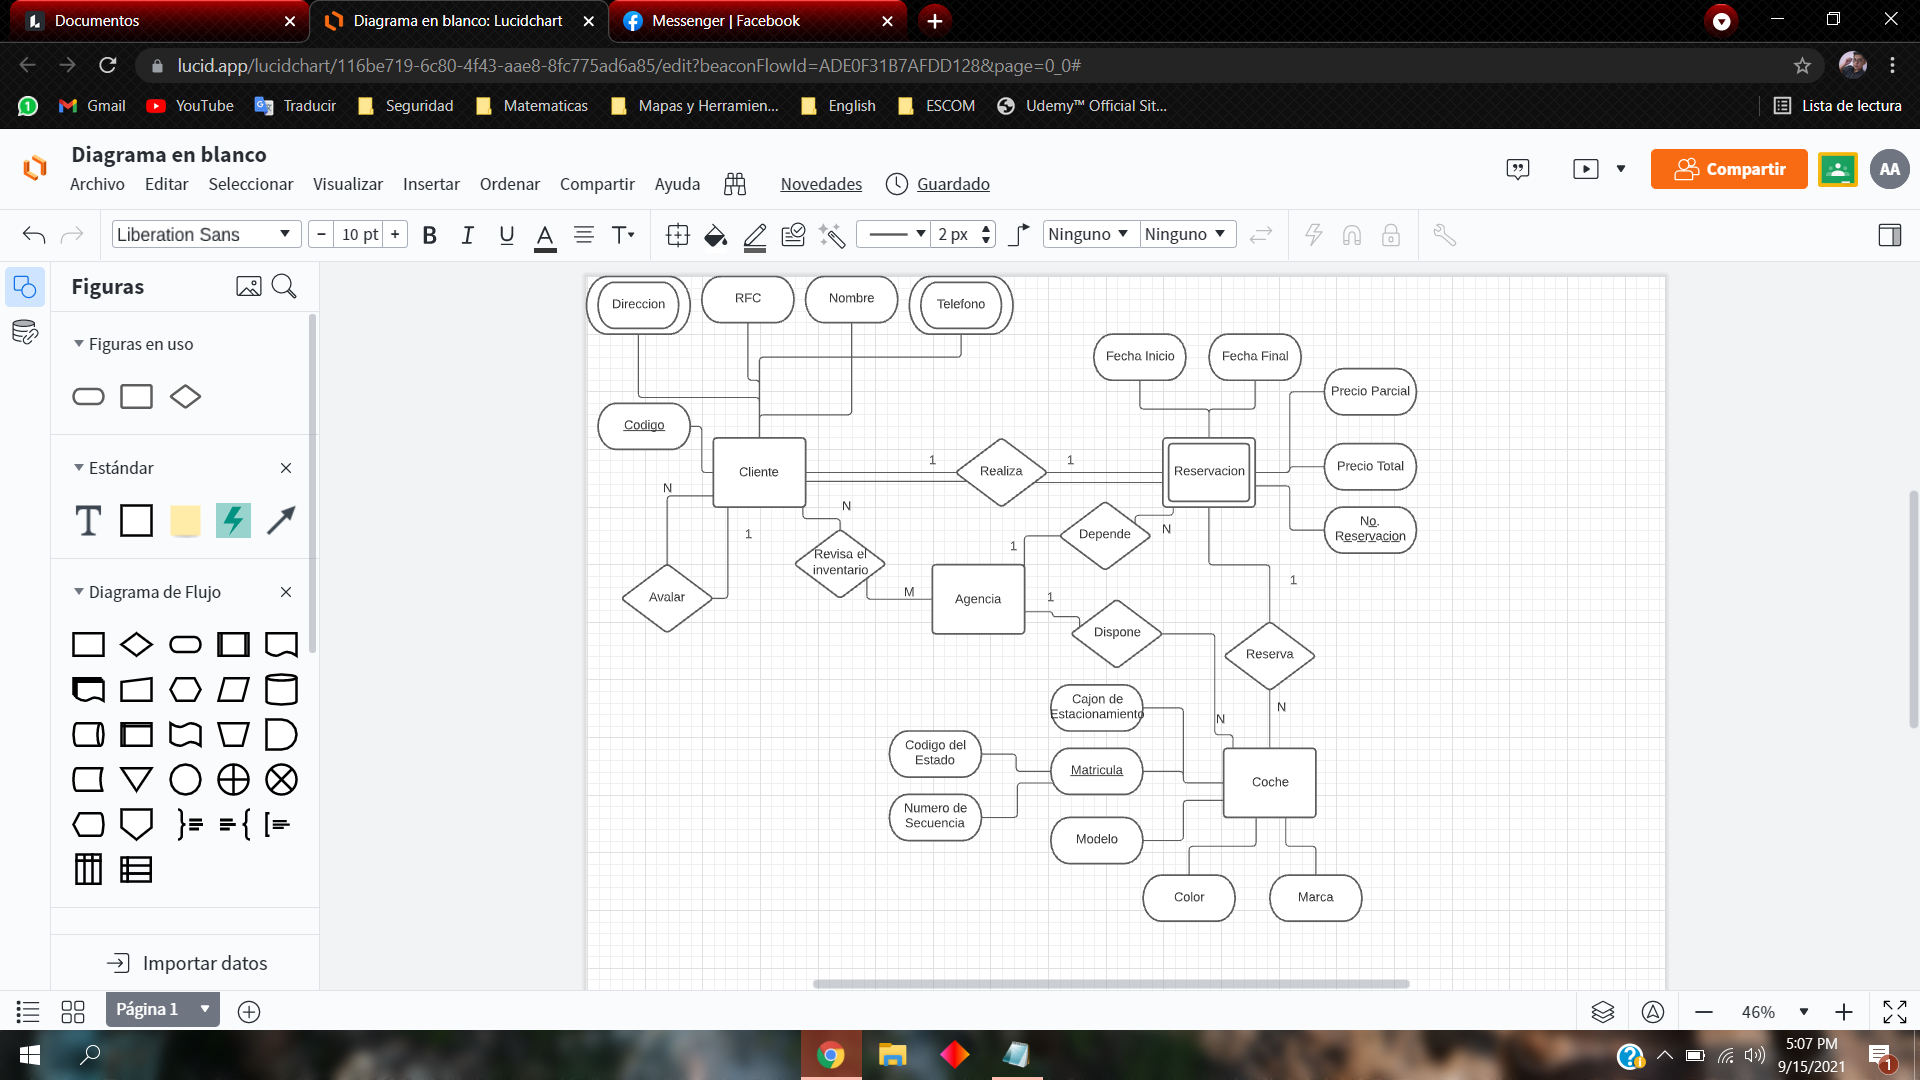 Documentos
Diagrama en blanco: Lucidchart
Messenger | Facebook
lucid.app/lucidchart/116be719-6c80-4f43-aae8-8fc775ad6a85/edit?beaconFlowId=ADE0F31B7AFDD128&page=0_0#
1
Gmail
YouTube
Traducir
Seguridad
Matematicas
Mapas y Herramien...
English
ESCOM
Udemy™ Official Sit...
Lista de lectura
Diagrama en blanco
Archivo
Editar
Seleccionar
Visualizar
Insertar
Ordenar
Compartir
Ayuda
Novedades
Guardado
Compartir
AA
Liberation Sans
− 10 pt +
B I U A T
2 px
Ninguno
Ninguno
Figuras
Figuras en uso
Estándar
T
Diagrama de Flujo
Importar datos
Direccion
RFC
Nombre
Telefono
Fecha Inicio
Fecha Final
Precio Parcial
Codigo
Cliente
1
Realiza
1
Reservacion
Precio Total
N
N
1
Depende
N
No.
Reservacion
1
Revisa el
inventario
Avalar
M
Agencia
1
Dispone
1
Reserva
Cajon de
Estacionamiento
N
N
Codigo del
Estado
Matricula
Coche
Numero de
Secuencia
Modelo
Color
Marca
Página 1
46%
5:07 PM
9/15/2021
1